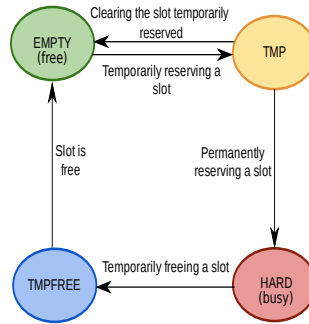 Clearing the slot temporarily
reserved
EMPTY
(free)
TMP
Temporarily reserving a
slot
Slot is
free
Permanently
reserving a slot
Temporarily freeing a slot
TMPFREE
HARD
(busy)